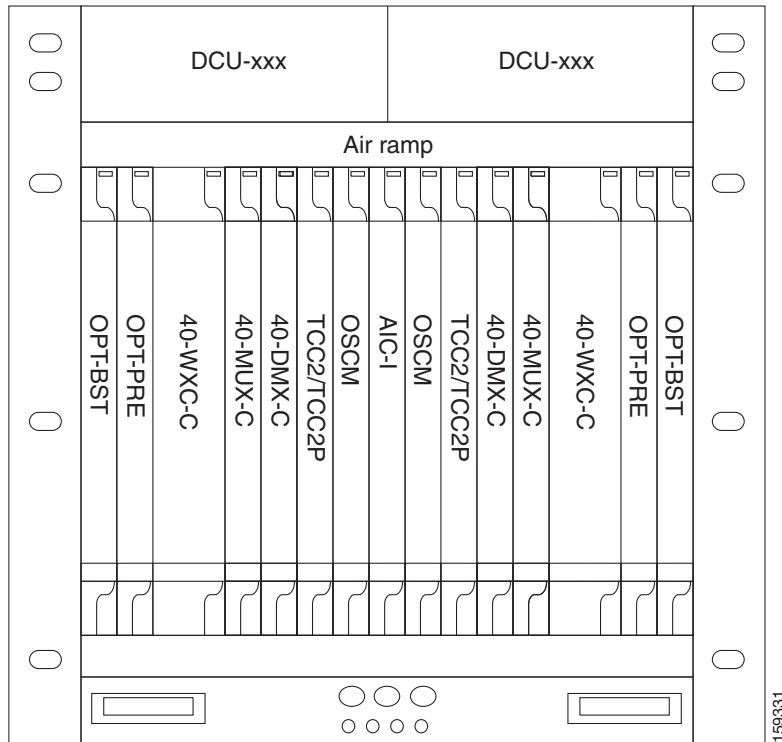 DCU-xxx
DCU-xxx
Air ramp
OPT-BST
OPT-PRE
40-WXC-C
40-MUX-C
40-DMX-C
TCC2/TCC2P
OSCM
AIC-I
OSCM
TCC2/TCC2P
40-DMX-C
40-MUX-C
40-WXC-C
OPT-PRE
OPT-BST
159331